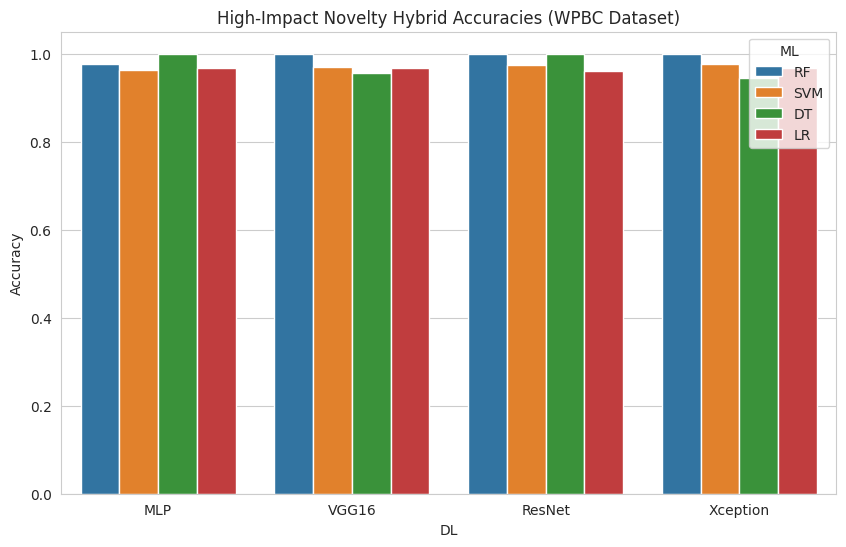 High-Impact Novelty Hybrid Accuracies (WPBC Dataset)
ML
RF
SVM
DT
LR
1.0
0.8
0.6
0.4
0.2
0.0
Accuracy
MLP VGG16 ResNet Xception
DL